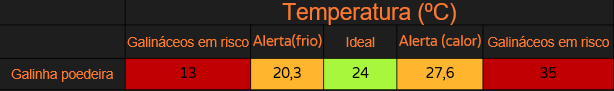 Temperatura (ºC)
Galináceos em risco Alerta(frio) Ideal Alerta (calor) Galináceos em risco
Galinha poedeira 13 20,3 24 27,6 35